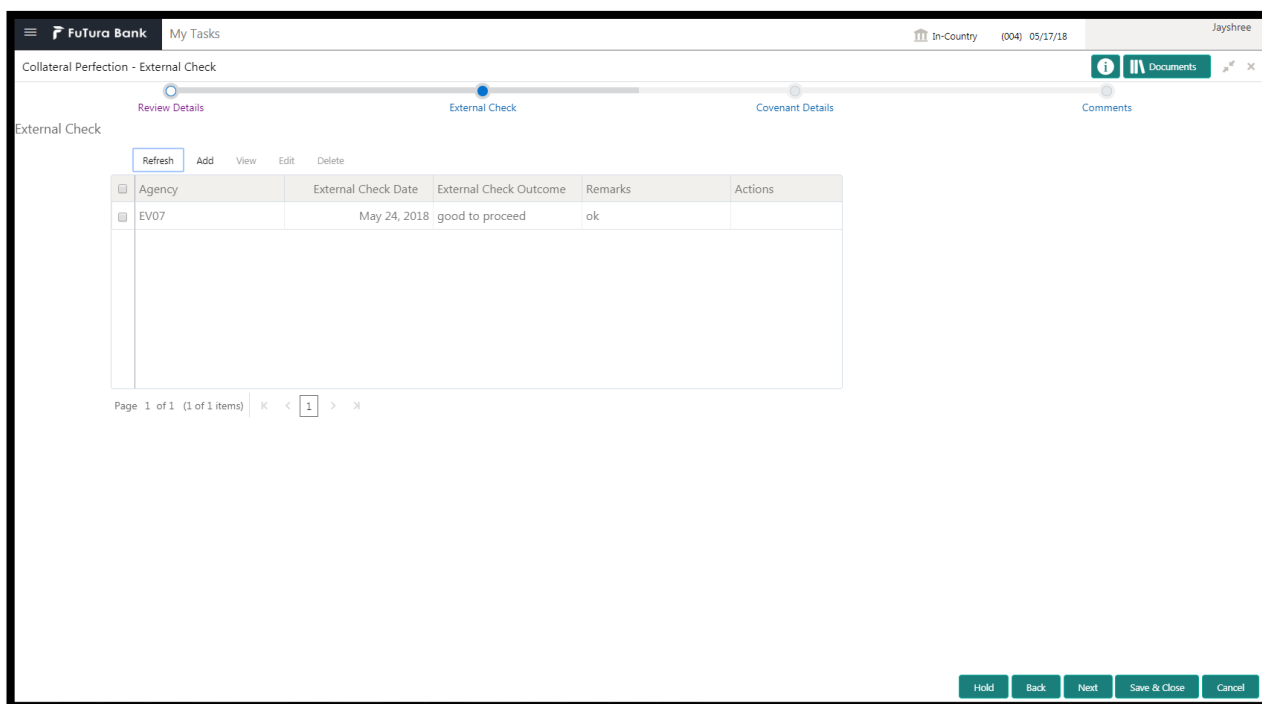 FuTura Bank My Tasks In-Country (004) 05/17/18 Jayshree
Collateral Perfection - External Check i Documents
Review Details External Check Covenant Details Comments
External Check
Refresh Add View Edit Delete
Agency External Check Date External Check Outcome Remarks Actions
EV07 May 24, 2018 good to proceed ok
Page 1 of 1 (1 of 1 items) 1
Hold Back Next Save & Close Cancel